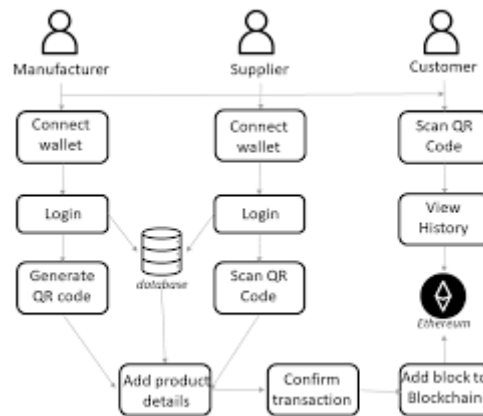 Manufacturer
Supplier
Customer
Connect
wallet
Connect
wallet
Scan QR
Code
Login
Login
View
History
database
Generate
QR code
Scan QR
Code
Ethereum
Add product
details
Confirm
transaction
Add block to
Blockchain